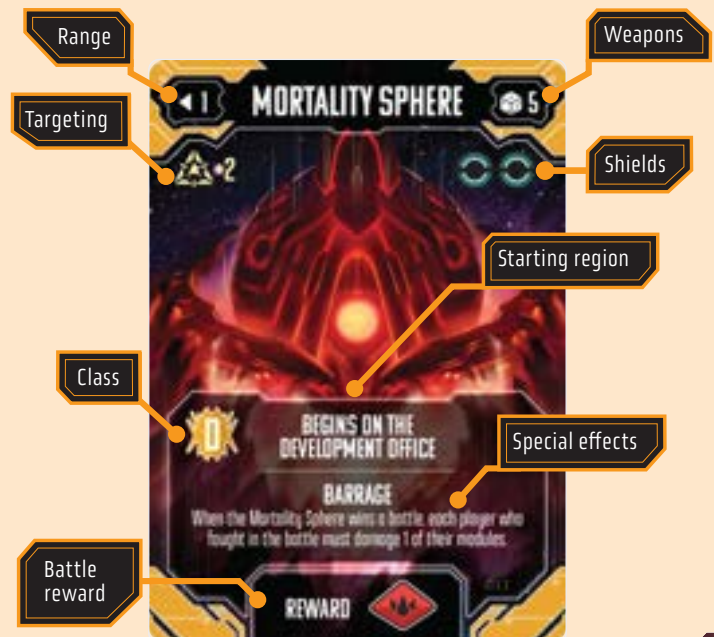 Range
Weapons
1 MORTALITY SPHERE 5
Targeting
+2
Shields
Starting region
Class
0
BEGINS ON THE
DEVELOPMENT OFFICE
Special effects
BARRAGE
When the Mortality Sphere wins a battle, each player who
fought in the battle must damage 1 of their modules.
Battle
reward
REWARD